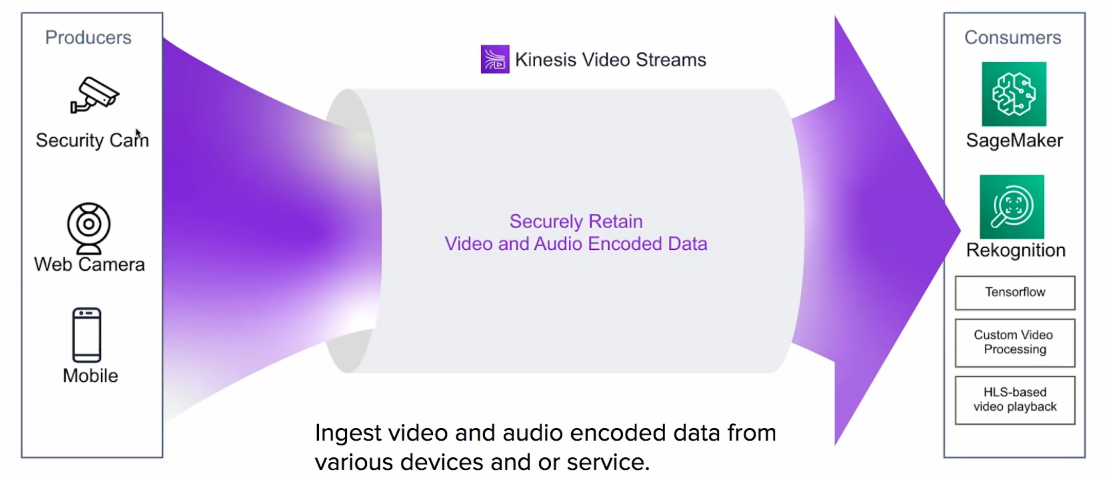 Producers
Security Cam
Web Camera
Mobile
Kinesis Video Streams
Securely Retain
Video and Audio Encoded Data
Ingest video and audio encoded data from
various devices and or service.
Consumers
SageMaker
Rekognition
Tensorflow
Custom Video
Processing
HLS-based
video playback